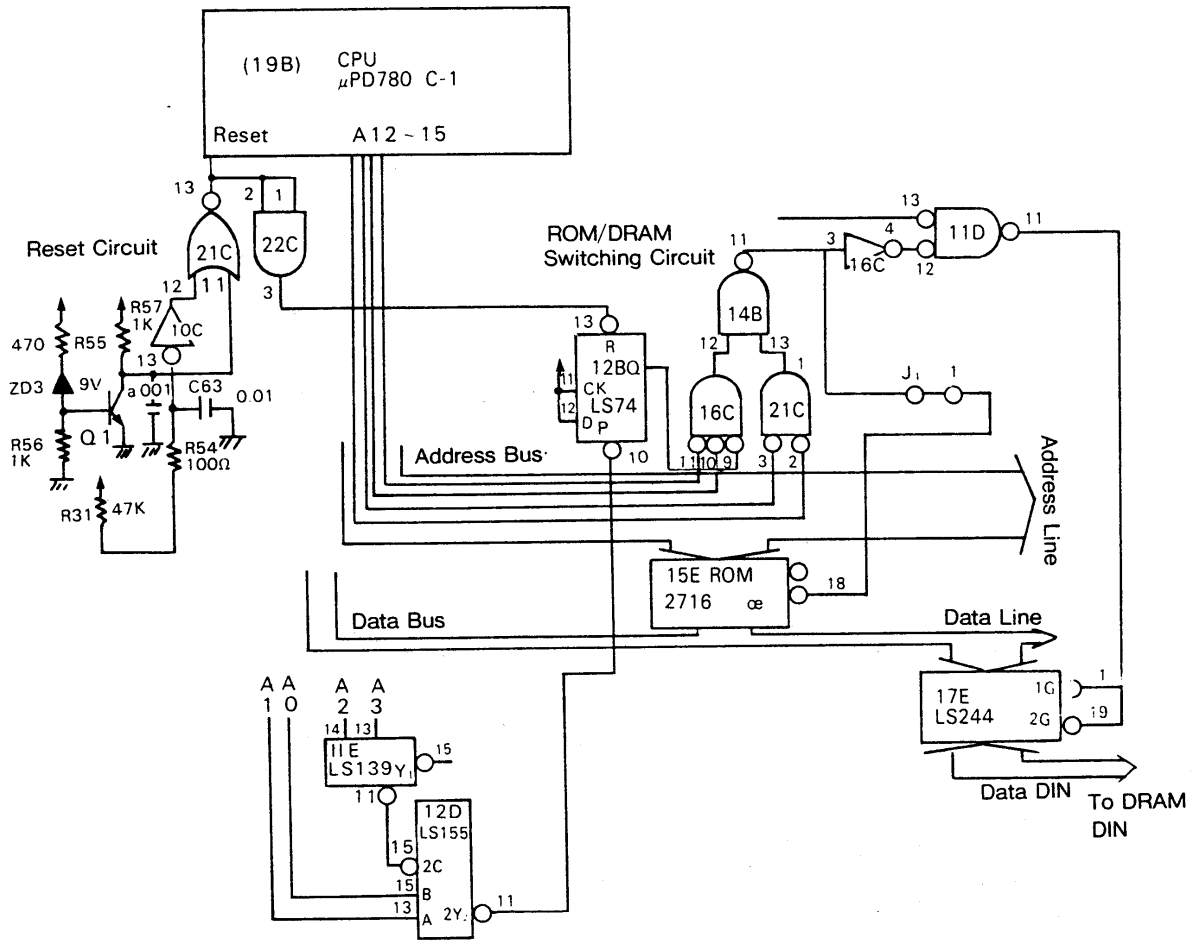 (19B) CPU
µPD780 C-1
Reset A12~15
13 2 1
Reset Circuit
21C 22C
ROM/DRAM
Switching Circuit
12 11 3
R57
1K
10C
470 R55
13
ZD3 9V
a001 C63 0.01
Q1
R56
1K
R54
100Ω
R31 47K
13
R
12BQ
11 CK
LS74
12 D P
10
11
14B
12 13
1
16C 21C
11 10 9 3 2
3 4
16C
13
12
11D 11
J1 1
Address Bus
Address Line
15E ROM
2716 œ
18
Data Bus
Data Line
17E
LS244
1G 1
2G 19
Data DIN
To DRAM
DIN
A A A A
1 0 2 3
14 13
11E
LS139 Y1
15
11
12D
LS155
15 2C
15 B
13 A
2Y2 11